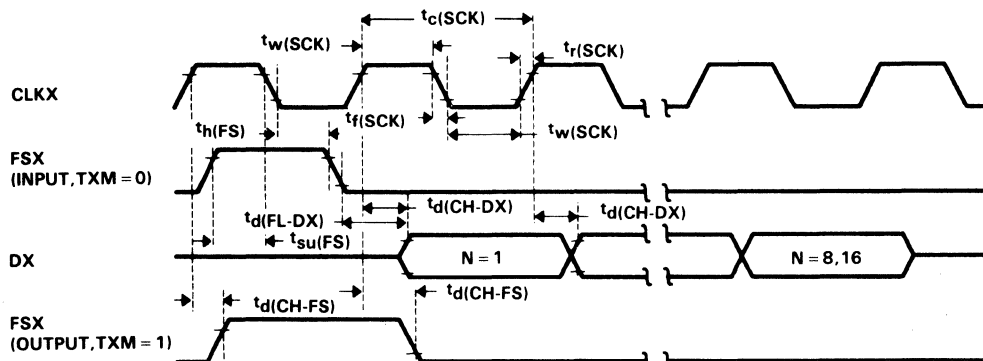 tc(SCK)
tw(SCK)
tr(SCK)
CLKX
tf(SCK)
tw(SCK)
th(FS)
FSX
(INPUT,TXM = 0)
td(CH-DX)
td(FL-DX)
td(CH-DX)
tsu(FS)
DX
N = 1
N = 8,16
td(CH-FS)
td(CH-FS)
FSX
(OUTPUT,TXM = 1)